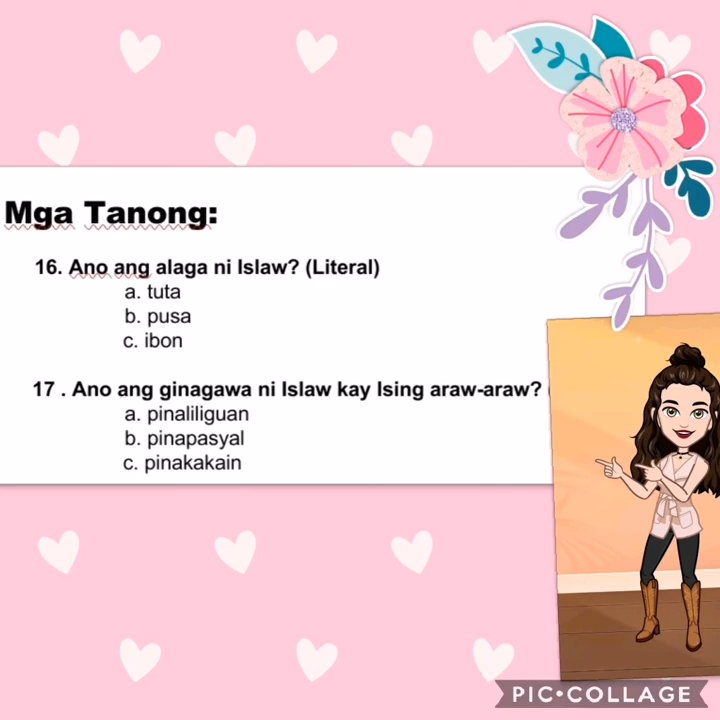 Mga Tanong:
16. Ano ang alaga ni Islaw? (Literal)
a. tuta
b. pusa
c. ibon
17 . Ano ang ginagawa ni Islaw kay Ising araw-araw? (
a. pinaliliguan
b. pinapasyal
c. pinakakain
PIC•COLLAGE